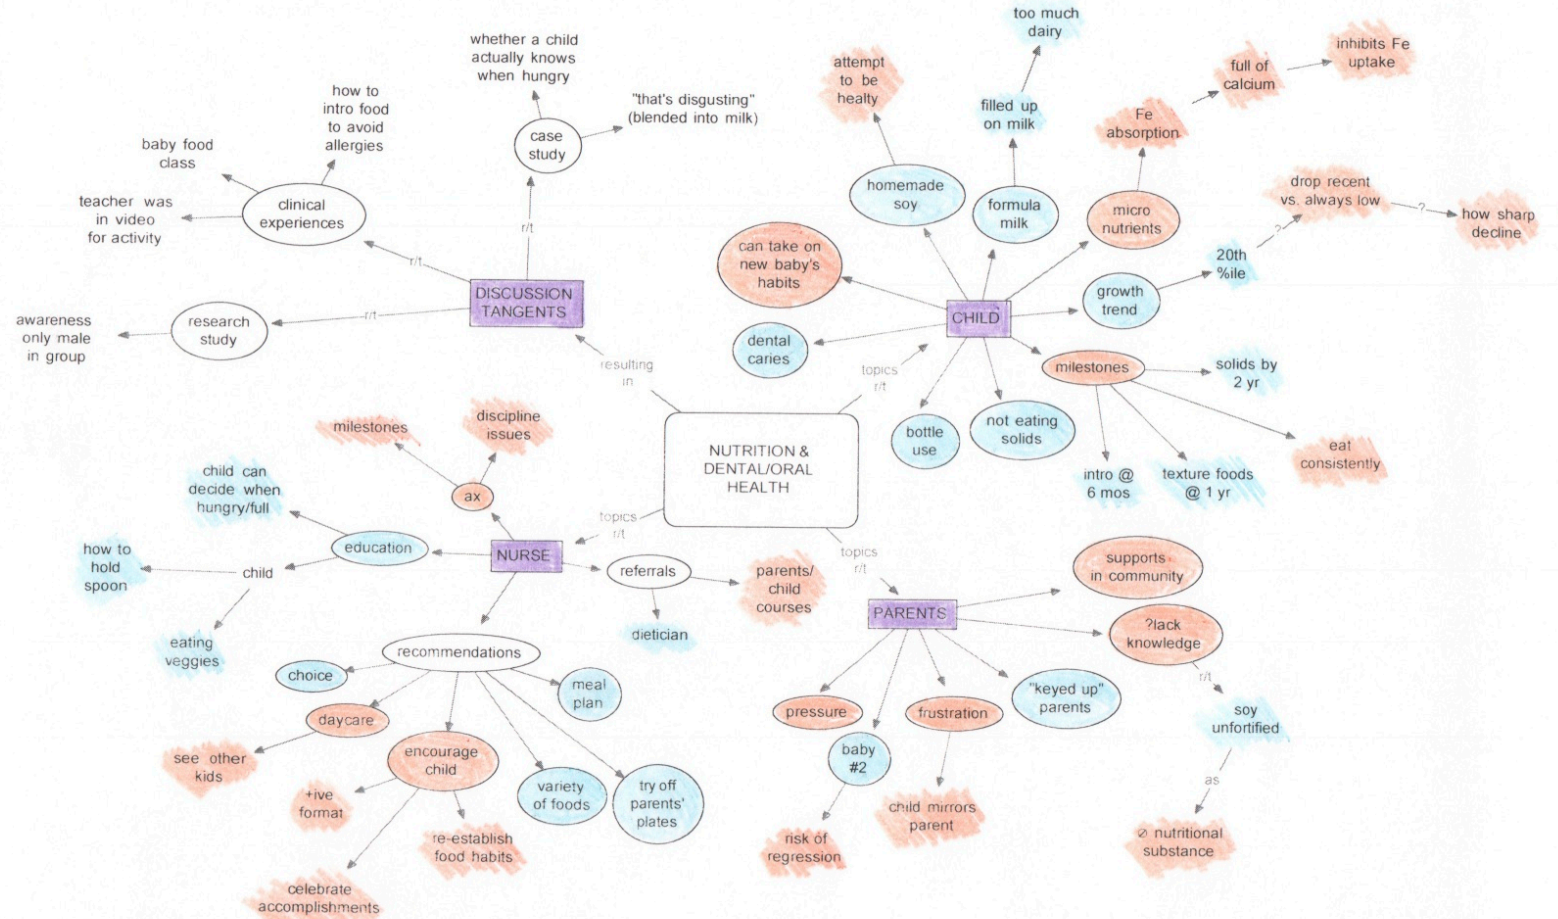 whether a child
actually knows
when hungry
"that's disgusting"
(blended into milk)
case
study
how to
intro food
to avoid
allergies
baby food
class
teacher was
in video
for activity
clinical
experiences
r/t
r/t
DISCUSSION
TANGENTS
r/t
research
study
awareness
only male
in group
resulting
in
too much
dairy
attempt
to be
healty
filled up
on milk
homemade
soy
formula
milk
Fe
absorption
full of
calcium
inhibits Fe
uptake
micro
nutrients
drop recent
vs. always low
?
how sharp
decline
?
20th
%ile
growth
trend
can take on
new baby's
habits
CHILD
dental
caries
topics
r/t
milestones
solids by
2 yr
bottle
use
not eating
solids
intro @
6 mos
texture foods
@ 1 yr
eat
consistently
NUTRITION &
DENTAL/ORAL
HEALTH
milestones
discipline
issues
ax
child can
decide when
hungry/full
education
how to
hold
spoon
child
eating
veggies
topics
r/t
NURSE
referrals
parents/
child
courses
dietician
recommendations
choice
daycare
see other
kids
encourage
child
+ive
format
re-establish
food habits
celebrate
accomplishments
meal
plan
variety
of foods
try off
parents'
plates
topics
r/t
PARENTS
supports
in community
?lack
knowledge
r/t
soy
unfortified
as
∅ nutritional
substance
pressure
baby
#2
risk of
regression
frustration
child mirrors
parent
"keyed up"
parents